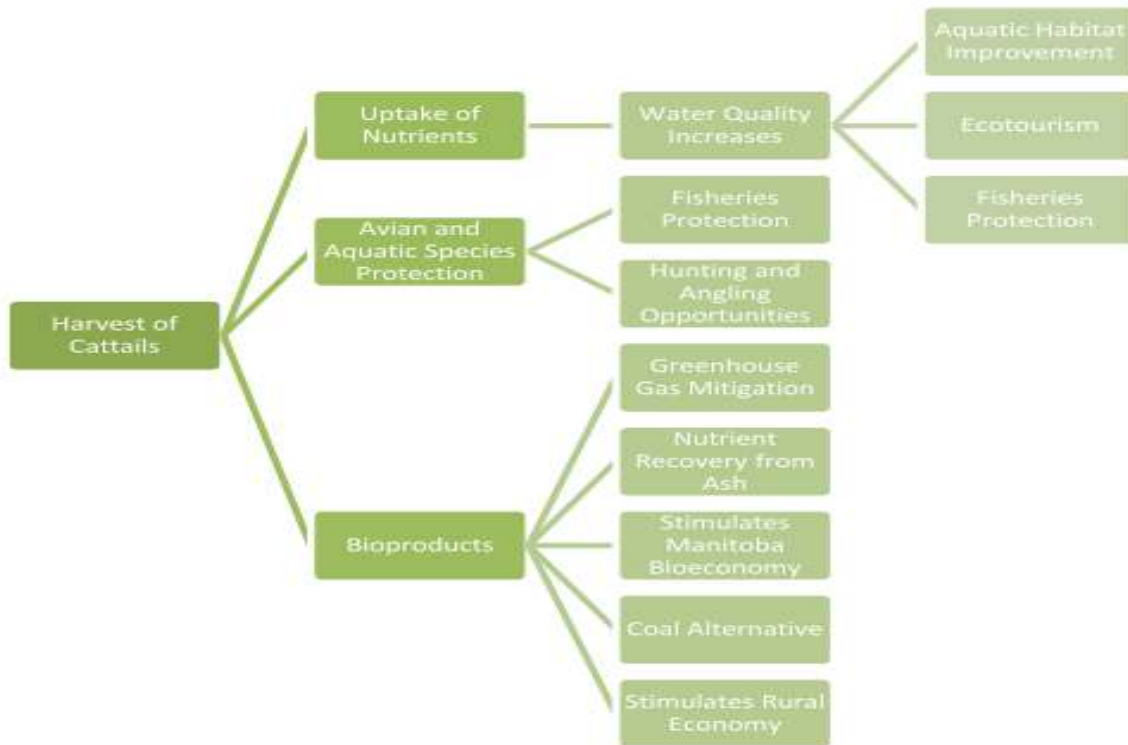 Harvest of
Cattails
Uptake of
Nutrients
Water Quality
Increases
Aquatic Habitat
Improvement
Ecotourism
Fisheries
Protection
Avian and
Aquatic Species
Protection
Fisheries
Protection
Hunting and
Angling
Opportunities
Bioproducts
Greenhouse
Gas Mitigation
Nutrient
Recovery from
Ash
Stimulates
Manitoba
Bioeconomy
Coal Alternative
Stimulates Rural
Economy